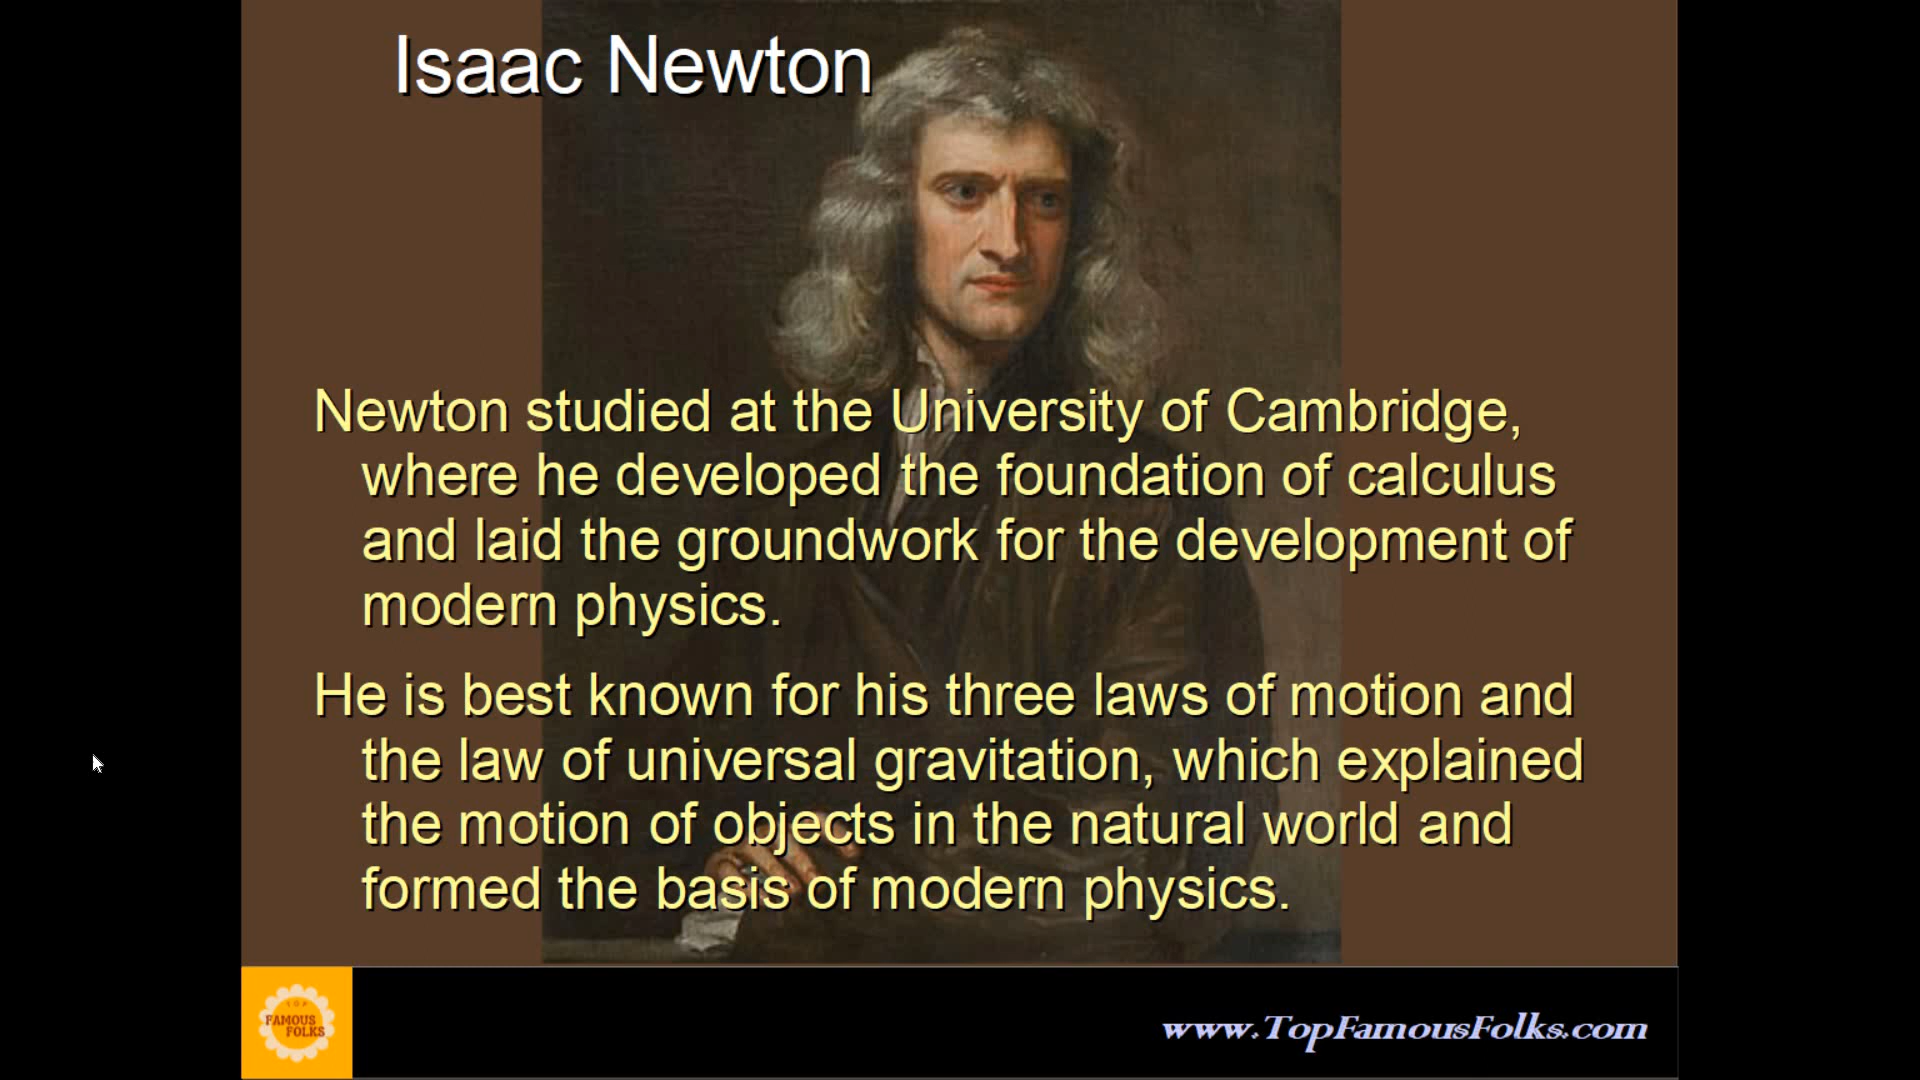 Isaac Newton
Newton studied at the University of Cambridge,
where he developed the foundation of calculus
and laid the groundwork for the development of
modern physics.
He is best known for his three laws of motion and
the law of universal gravitation, which explained
the motion of objects in the natural world and
formed the basis of modern physics.
TOP
FAMOUS
FOLKS
www.TopFamousFolks.com